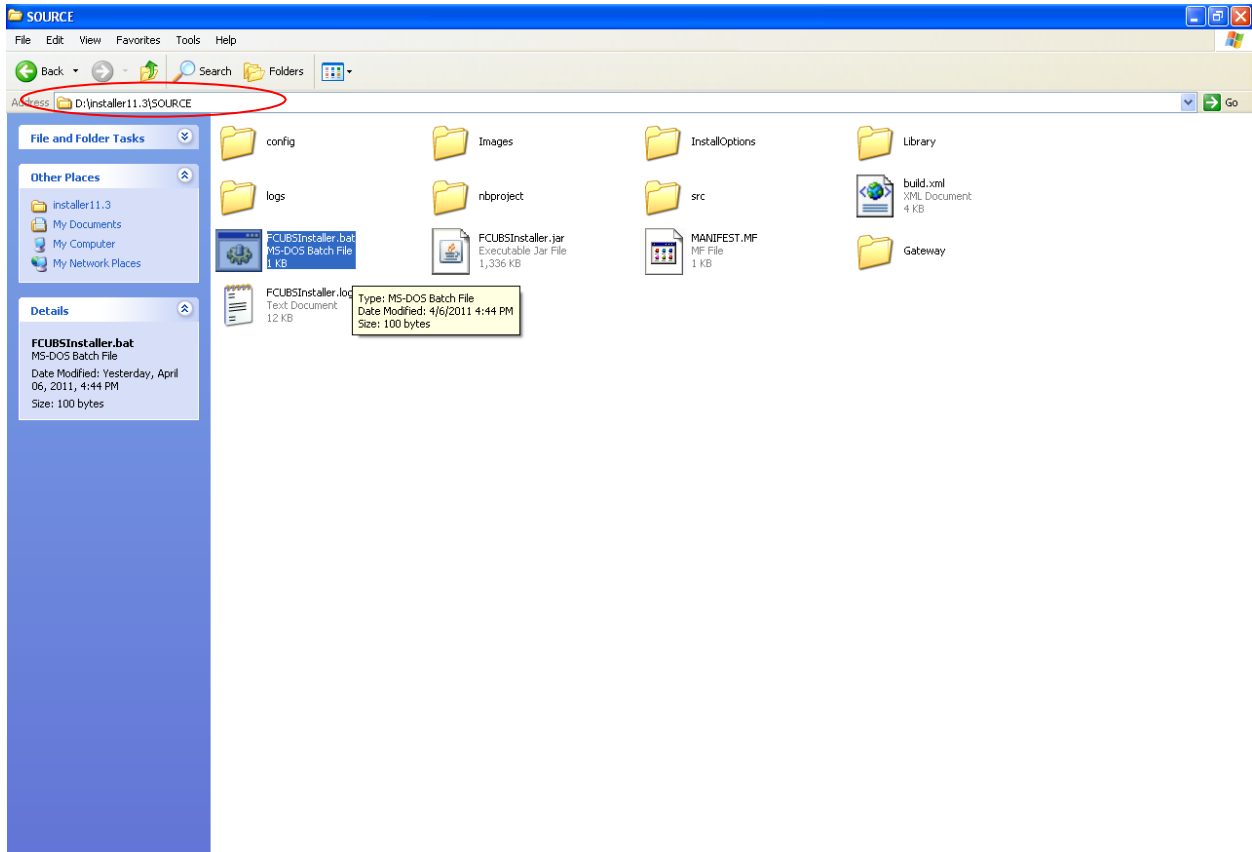 SOURCE
File Edit View Favorites Tools Help
Back Search Folders
Address D:\installer11.3\SOURCE Go
File and Folder Tasks
Other Places
installer11.3
My Documents
My Computer
My Network Places
Details
FCUBSInstaller.bat
MS-DOS Batch File
Date Modified: Yesterday, April
06, 2011, 4:44 PM
Size: 100 bytes
config
Images
InstallOptions
Library
logs
nbproject
src
build.xml
XML Document
4 KB
FCUBSInstaller.bat
MS-DOS Batch File
1 KB
FCUBSInstaller.jar
Executable Jar File
1,336 KB
MANIFEST.MF
MF File
1 KB
Gateway
FCUBSInstaller.log
Text Document
12 KB
Type: MS-DOS Batch File
Date Modified: 4/6/2011 4:44 PM
Size: 100 bytes